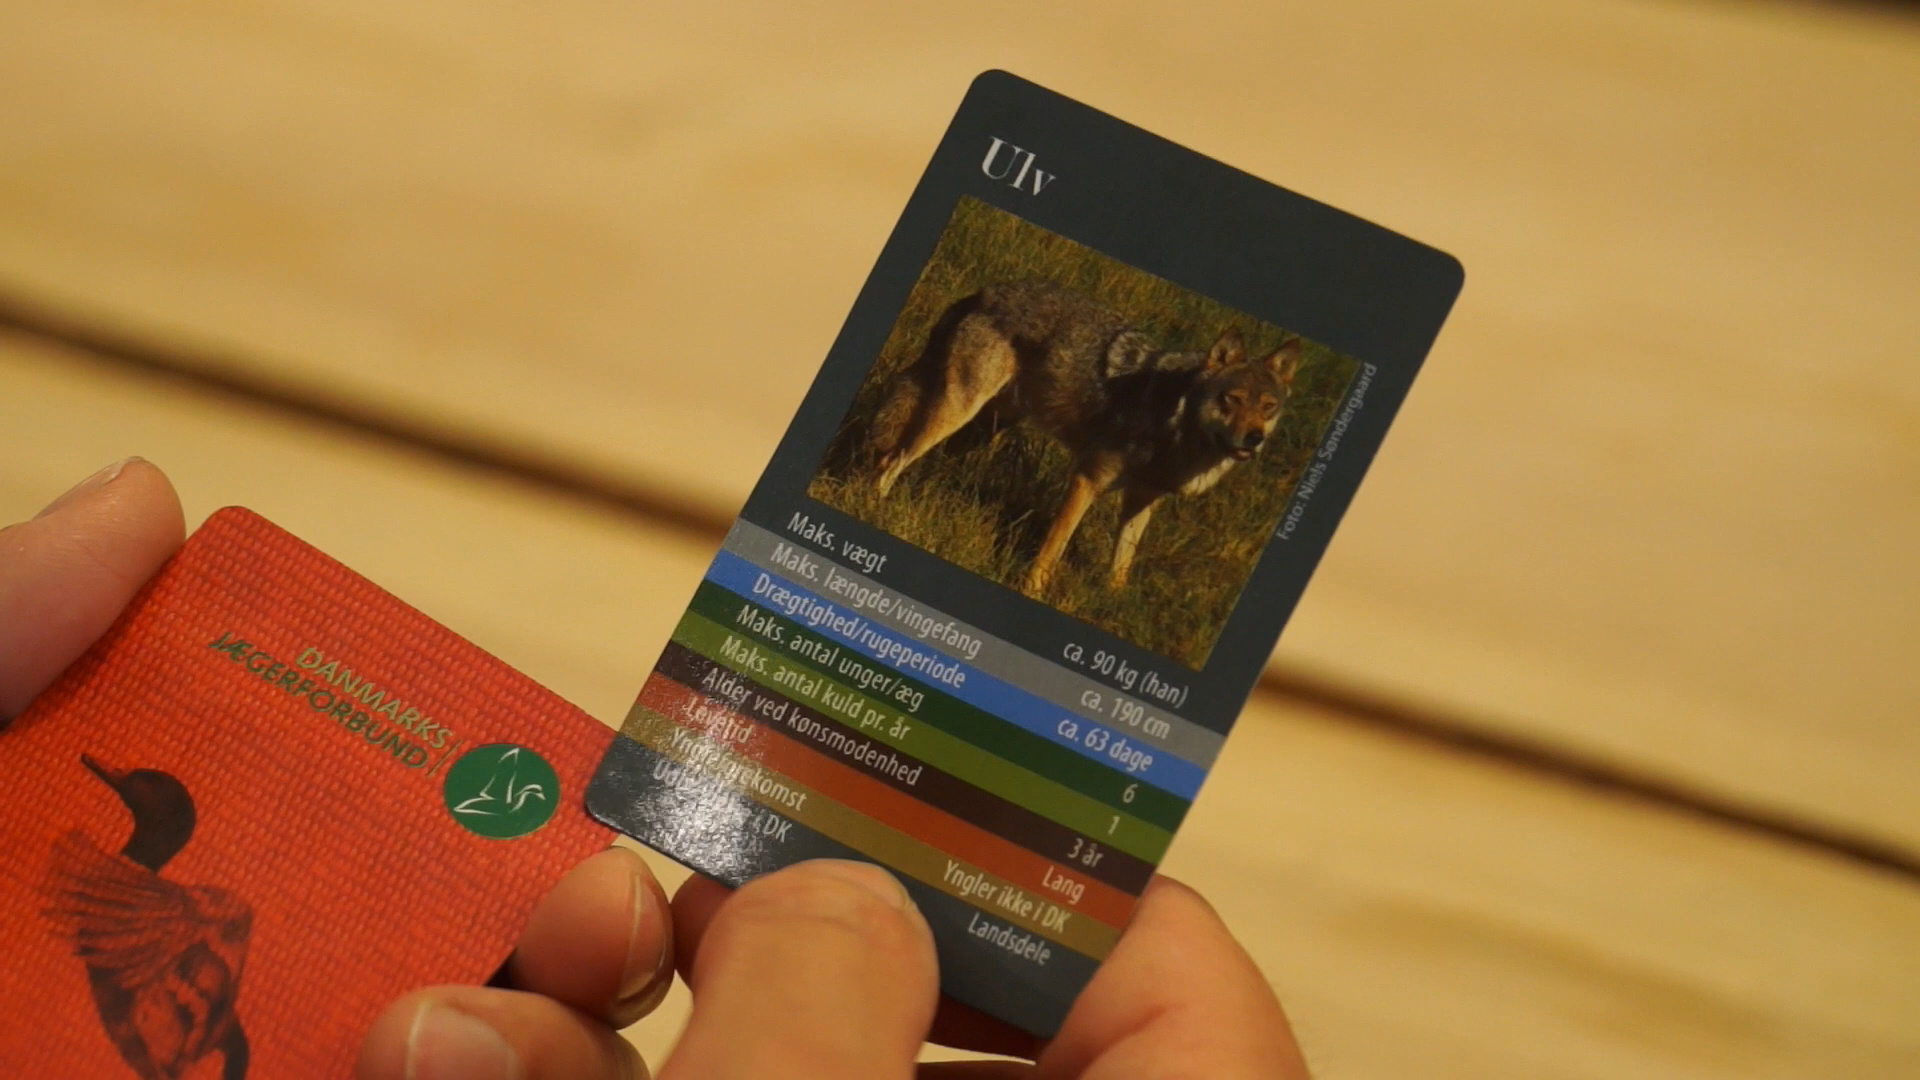 Ulv
Foto: Niels Søndergaard
Maks. vægt ca. 90 kg (han)
Maks. længde/vingefang ca. 190 cm
Drægtighed/rugeperiode ca. 63 dage
Maks. antal unger/æg 6
Maks. antal kuld pr. år 1
Alder ved kønsmodenhed 3 år
Levetid Lang
Yngler ikke i DK
i DK Landsdele
DANMARKS
JÆGERFORBUND